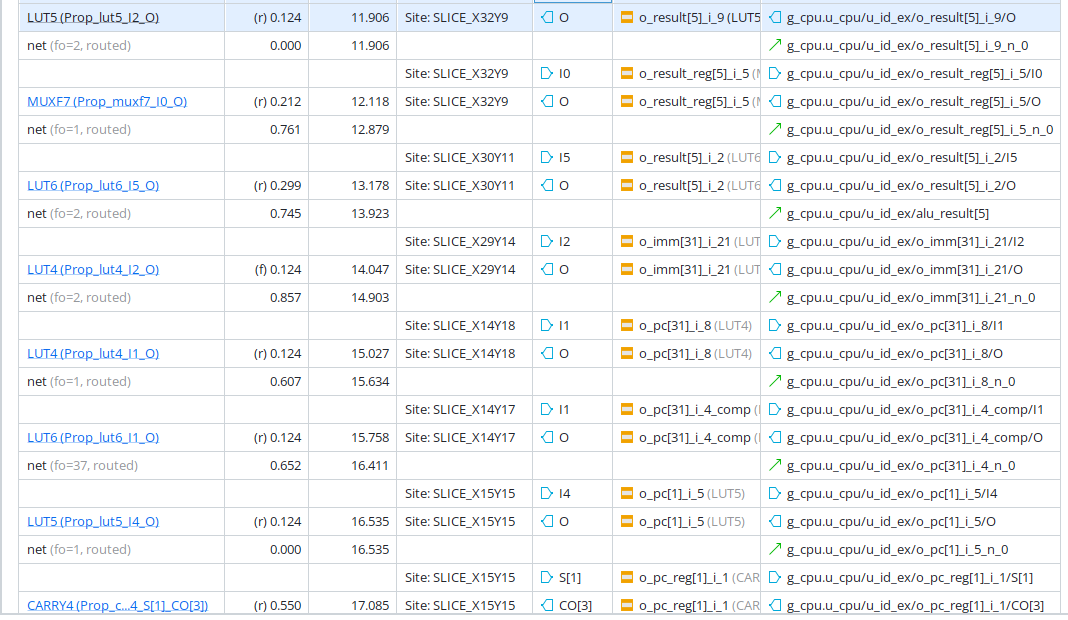 LUT5 (Prop_lut5_I2_O) (r) 0.124 11.906 Site: SLICE_X32Y9 O o_result[5]_i_9 (LUT5 g_cpu.u_cpu/u_id_ex/o_result[5]_i_9/O
net (fo=2, routed) 0.000 11.906 g_cpu.u_cpu/u_id_ex/o_result[5]_i_9_n_0
Site: SLICE_X32Y9 I0 o_result_reg[5]_i_5 ( g_cpu.u_cpu/u_id_ex/o_result_reg[5]_i_5/I0
MUXF7 (Prop_muxf7_I0_O) (r) 0.212 12.118 Site: SLICE_X32Y9 O o_result_reg[5]_i_5 ( g_cpu.u_cpu/u_id_ex/o_result_reg[5]_i_5/O
net (fo=1, routed) 0.761 12.879 g_cpu.u_cpu/u_id_ex/o_result_reg[5]_i_5_n_0
Site: SLICE_X30Y11 I5 o_result[5]_i_2 (LUT6 g_cpu.u_cpu/u_id_ex/o_result[5]_i_2/I5
LUT6 (Prop_lut6_I5_O) (r) 0.299 13.178 Site: SLICE_X30Y11 O o_result[5]_i_2 (LUT6 g_cpu.u_cpu/u_id_ex/o_result[5]_i_2/O
net (fo=2, routed) 0.745 13.923 g_cpu.u_cpu/u_id_ex/alu_result[5]
Site: SLICE_X29Y14 I2 o_imm[31]_i_21 (LUT g_cpu.u_cpu/u_id_ex/o_imm[31]_i_21/I2
LUT4 (Prop_lut4_I2_O) (f) 0.124 14.047 Site: SLICE_X29Y14 O o_imm[31]_i_21 (LUT g_cpu.u_cpu/u_id_ex/o_imm[31]_i_21/O
net (fo=2, routed) 0.857 14.903 g_cpu.u_cpu/u_id_ex/o_imm[31]_i_21_n_0
Site: SLICE_X14Y18 I1 o_pc[31]_i_8 (LUT4) g_cpu.u_cpu/u_id_ex/o_pc[31]_i_8/I1
LUT4 (Prop_lut4_I1_O) (r) 0.124 15.027 Site: SLICE_X14Y18 O o_pc[31]_i_8 (LUT4) g_cpu.u_cpu/u_id_ex/o_pc[31]_i_8/O
net (fo=1, routed) 0.607 15.634 g_cpu.u_cpu/u_id_ex/o_pc[31]_i_8_n_0
Site: SLICE_X14Y17 I1 o_pc[31]_i_4_comp ( g_cpu.u_cpu/u_id_ex/o_pc[31]_i_4_comp/I1
LUT6 (Prop_lut6_I1_O) (r) 0.124 15.758 Site: SLICE_X14Y17 O o_pc[31]_i_4_comp ( g_cpu.u_cpu/u_id_ex/o_pc[31]_i_4_comp/O
net (fo=37, routed) 0.652 16.411 g_cpu.u_cpu/u_id_ex/o_pc[31]_i_4_n_0
Site: SLICE_X15Y15 I4 o_pc[1]_i_5 (LUT5) g_cpu.u_cpu/u_id_ex/o_pc[1]_i_5/I4
LUT5 (Prop_lut5_I4_O) (r) 0.124 16.535 Site: SLICE_X15Y15 O o_pc[1]_i_5 (LUT5) g_cpu.u_cpu/u_id_ex/o_pc[1]_i_5/O
net (fo=1, routed) 0.000 16.535 g_cpu.u_cpu/u_id_ex/o_pc[1]_i_5_n_0
Site: SLICE_X15Y15 S[1] o_pc_reg[1]_i_1 (CAR g_cpu.u_cpu/u_id_ex/o_pc_reg[1]_i_1/S[1]
CARRY4 (Prop_c...4_S[1]_CO[3]) (r) 0.550 17.085 Site: SLICE_X15Y15 CO[3] o_pc_reg[1]_i_1 (CAR g_cpu.u_cpu/u_id_ex/o_pc_reg[1]_i_1/CO[3]